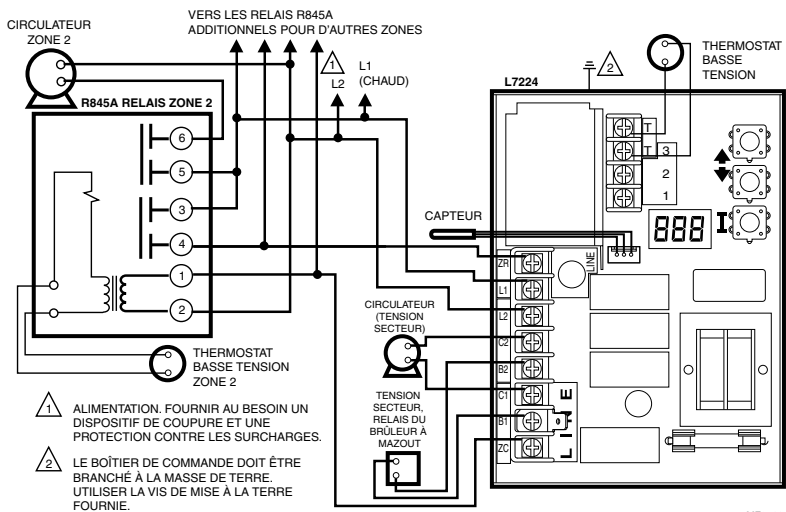 VERS LES RELAIS R845A
ADDITIONNELS POUR D'AUTRES ZONES
CIRCULATEUR
ZONE 2
1
L1
(CHAUD)
L2
R845A RELAIS ZONE 2
6
5
3
4
1
2
THERMOSTAT
BASSE TENSION
ZONE 2
L7224
2
THERMOSTAT
BASSE
TENSION
T
T
3
2
1
888
CAPTEUR
LINE
ZR
L1
L2
C2
B2
C1
B1
ZC
LINE
CIRCULATEUR
(TENSION
SECTEUR)
TENSION
SECTEUR,
RELAIS DU
BRÛLEUR À
MAZOUT
1 ALIMENTATION. FOURNIR AU BESOIN UN
DISPOSITIF DE COUPURE ET UNE
PROTECTION CONTRE LES SURCHARGES.
2 LE BOÎTIER DE COMMANDE DOIT ÊTRE
BRANCHÉ À LA MASSE DE TERRE.
UTILISER LA VIS DE MISE À LA TERRE
FOURNIE.